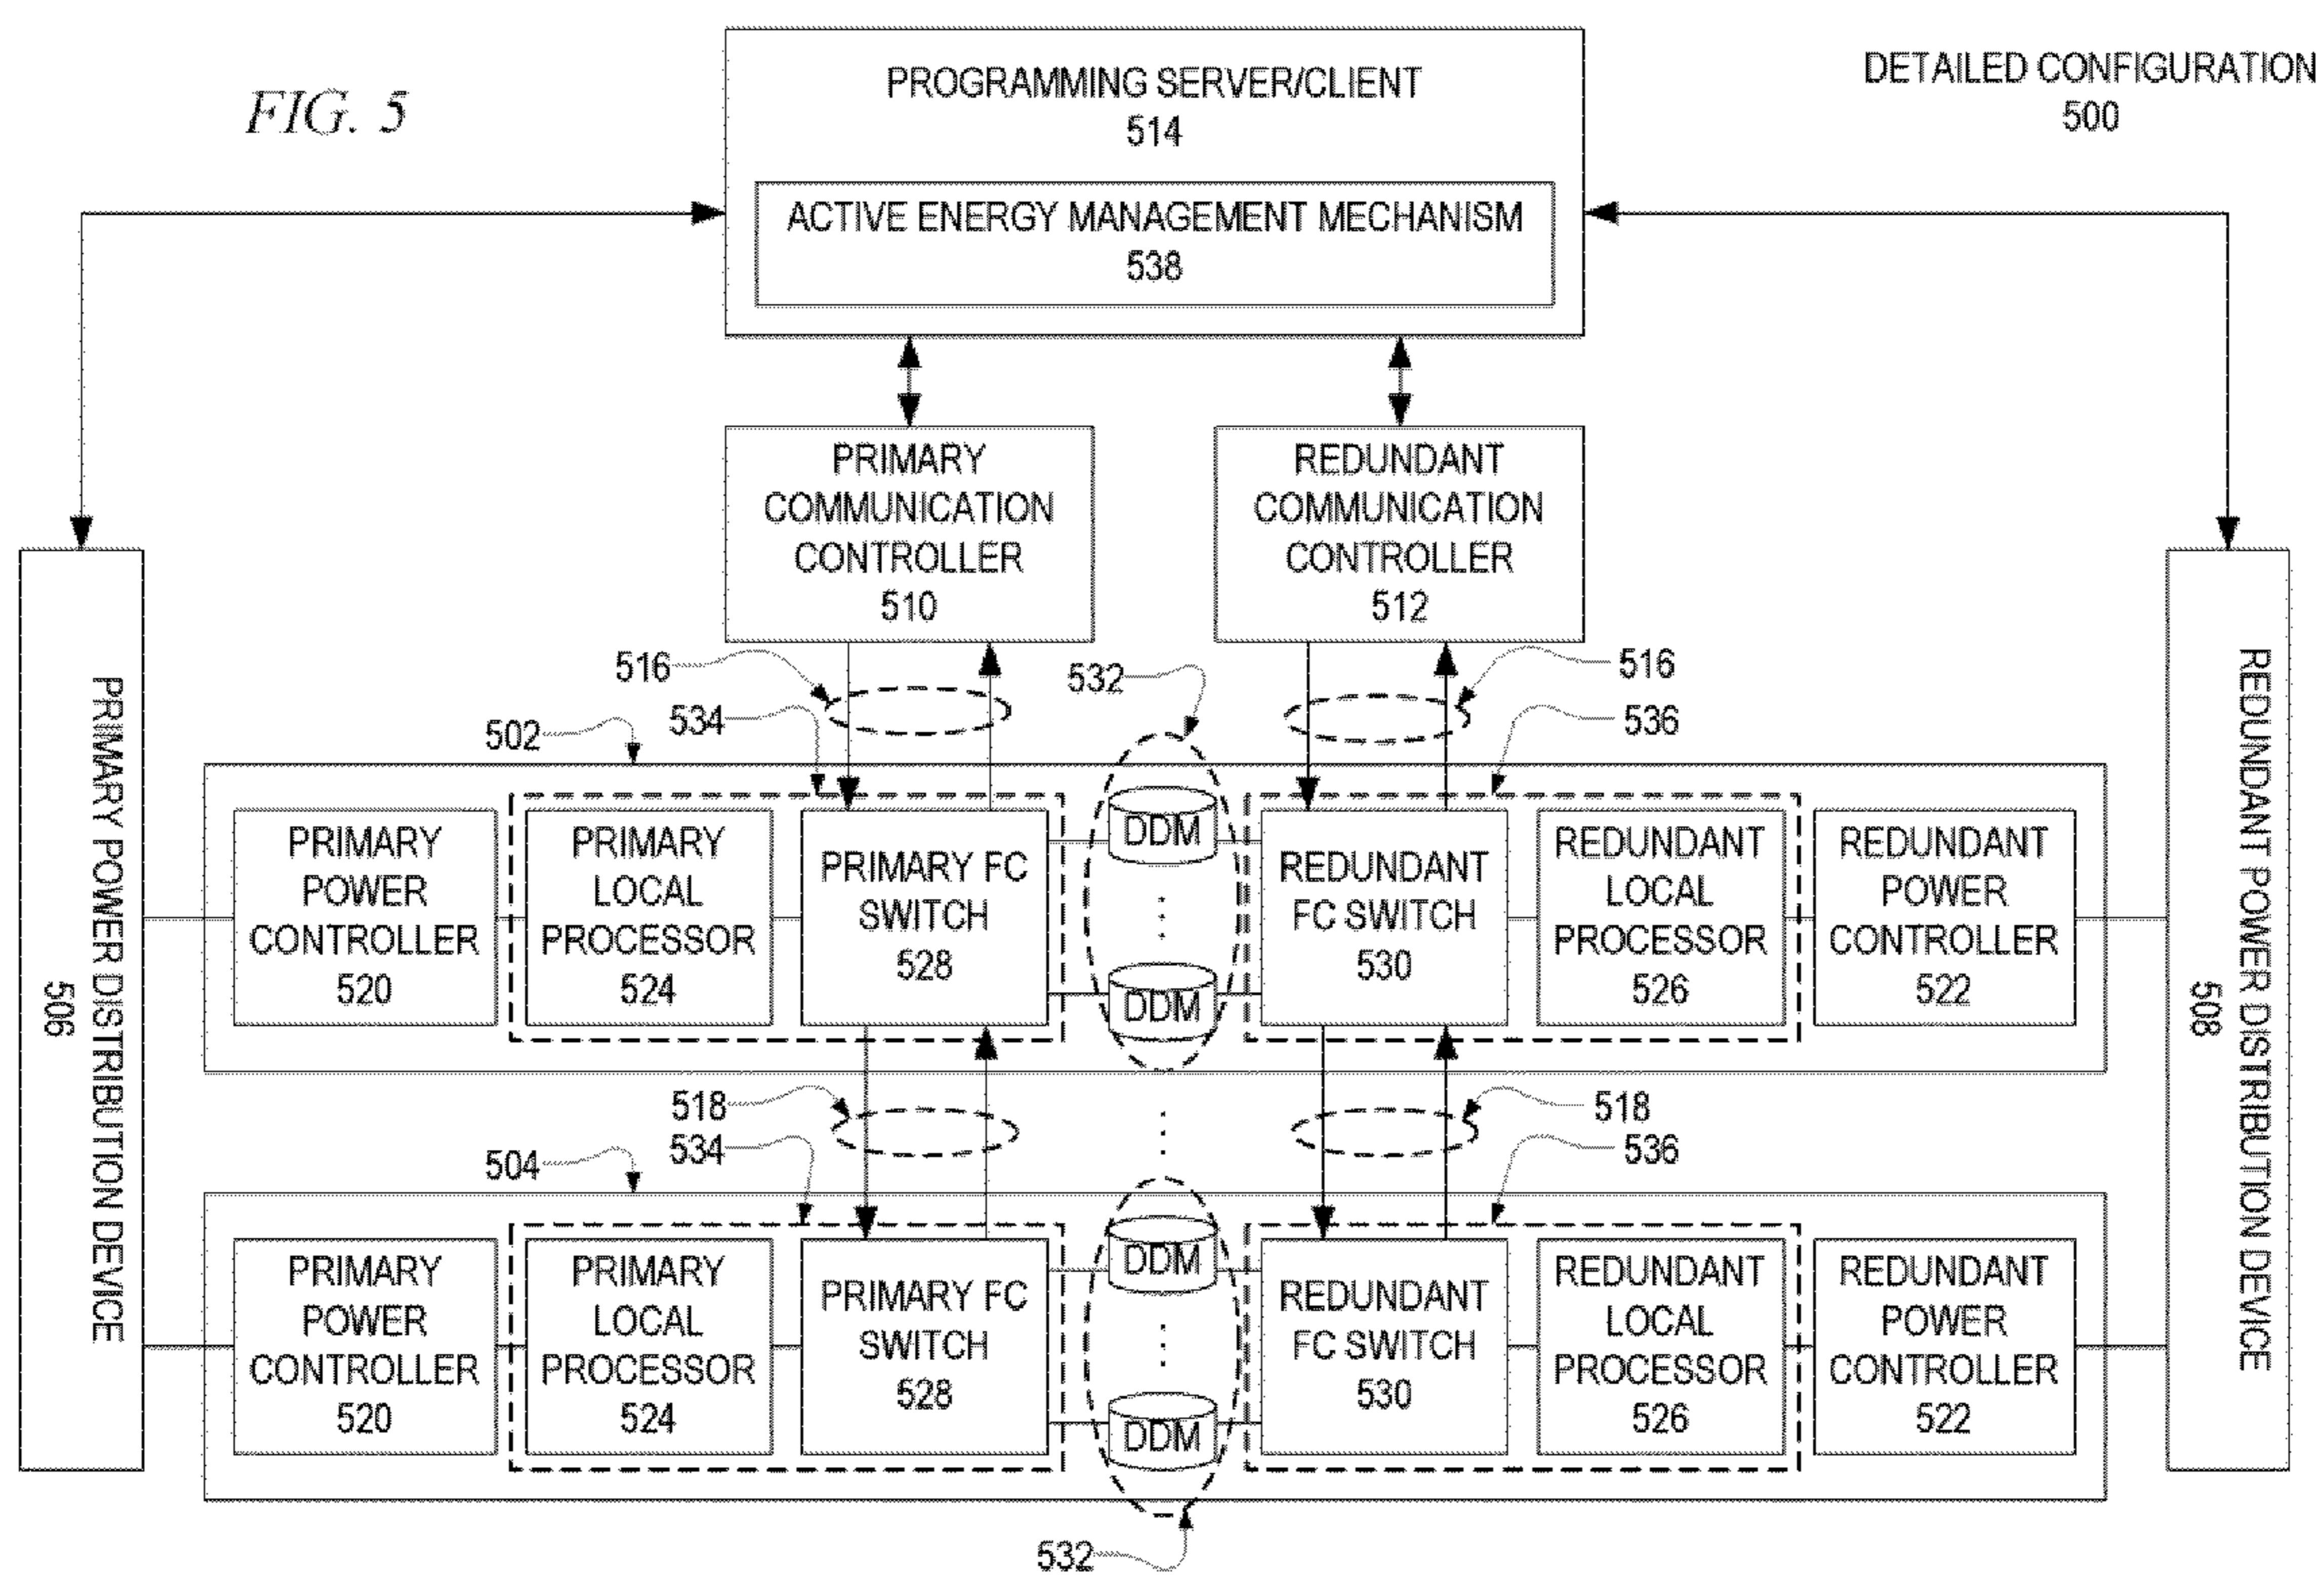 FIG. 5
DETAILED CONFIGURATION
500
PROGRAMMING SERVER/CLIENT
514
ACTIVE ENERGY MANAGEMENT MECHANISM
538
PRIMARY
COMMUNICATION
CONTROLLER
510
REDUNDANT
COMMUNICATION
CONTROLLER
512
PRIMARY POWER DISTRIBUTION DEVICE
506
REDUNDANT POWER DISTRIBUTION DEVICE
508
516
532
516
534
536
502
PRIMARY
POWER
CONTROLLER
520
PRIMARY
LOCAL
PROCESSOR
524
PRIMARY FC
SWITCH
528
DDM
DDM
REDUNDANT
FC SWITCH
530
REDUNDANT
LOCAL
PROCESSOR
526
REDUNDANT
POWER
CONTROLLER
522
518
518
534
536
504
PRIMARY
POWER
CONTROLLER
520
PRIMARY
LOCAL
PROCESSOR
524
PRIMARY FC
SWITCH
528
DDM
DDM
REDUNDANT
FC SWITCH
530
REDUNDANT
LOCAL
PROCESSOR
526
REDUNDANT
POWER
CONTROLLER
522
532